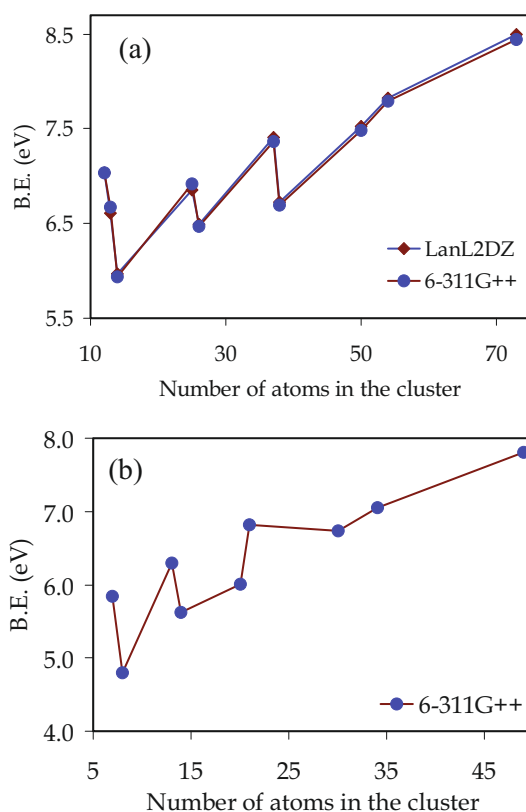 8.5
(a)
7.5
B.E. (eV)
6.5
LanL2DZ
6-311G++
5.5
10 30 50 70
Number of atoms in the cluster
8.0
(b)
7.0
B.E. (eV)
6.0
5.0
6-311G++
4.0
5 15 25 35 45
Number of atoms in the cluster